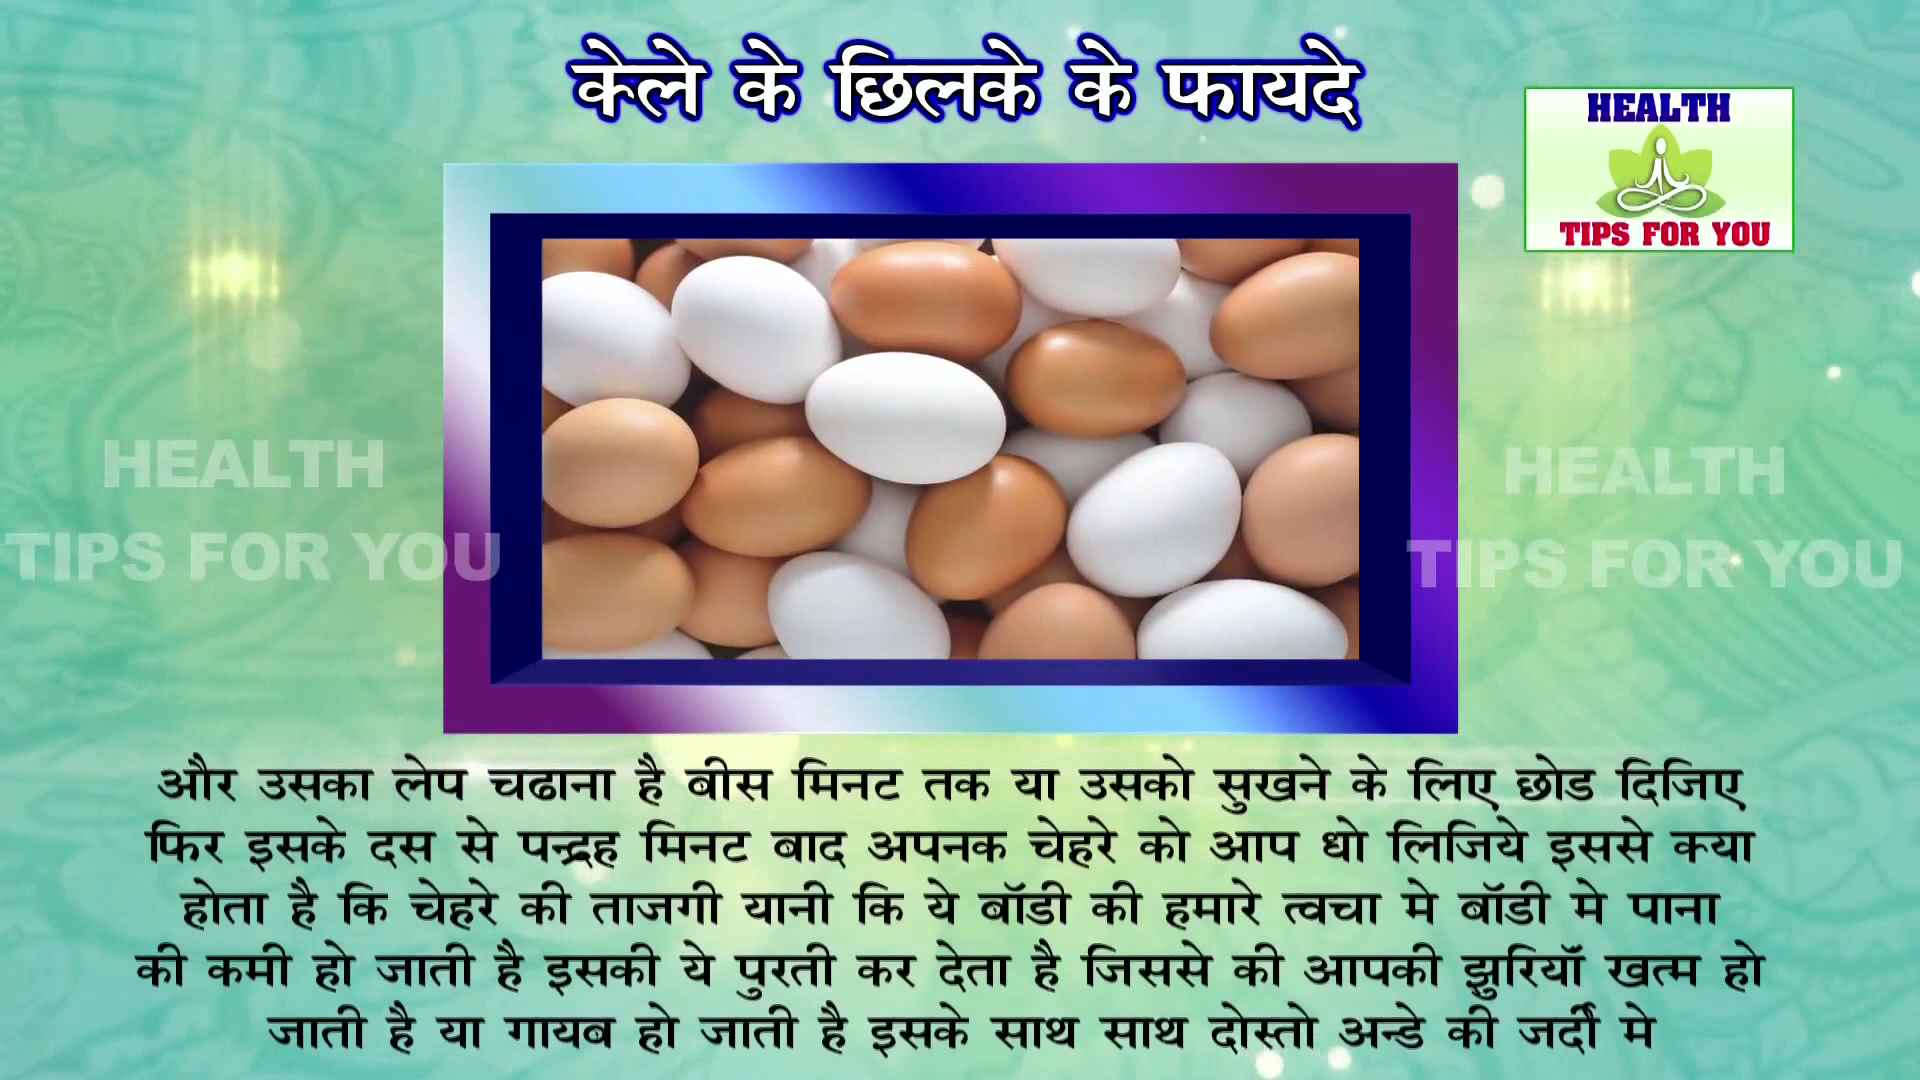 केले के छिलके के फायदे
HEALTH
TIPS FOR YOU
HEALTH
TIPS FOR YOU
HEALTH
TIPS FOR YOU
और उसका लेप चढाना है बीस मिनट तक या उसको सुखने के लिए छोड दिजिए
फिर इसके दस से पन्द्रह मिनट बाद अपनक चेहरे को आप धो लिजिये इससे क्या
होता है कि चेहरे की ताजगी यानी कि ये बॉडी की हमारे त्वचा मे बॉडी मे पाना
की कमी हो जाती है इसकी ये पुरती कर देता है जिससे की आपकी झुरियॉं खत्म हो
जाती है या गायब हो जाती है इसके साथ साथ दोस्तो अन्डे की जर्दी मे